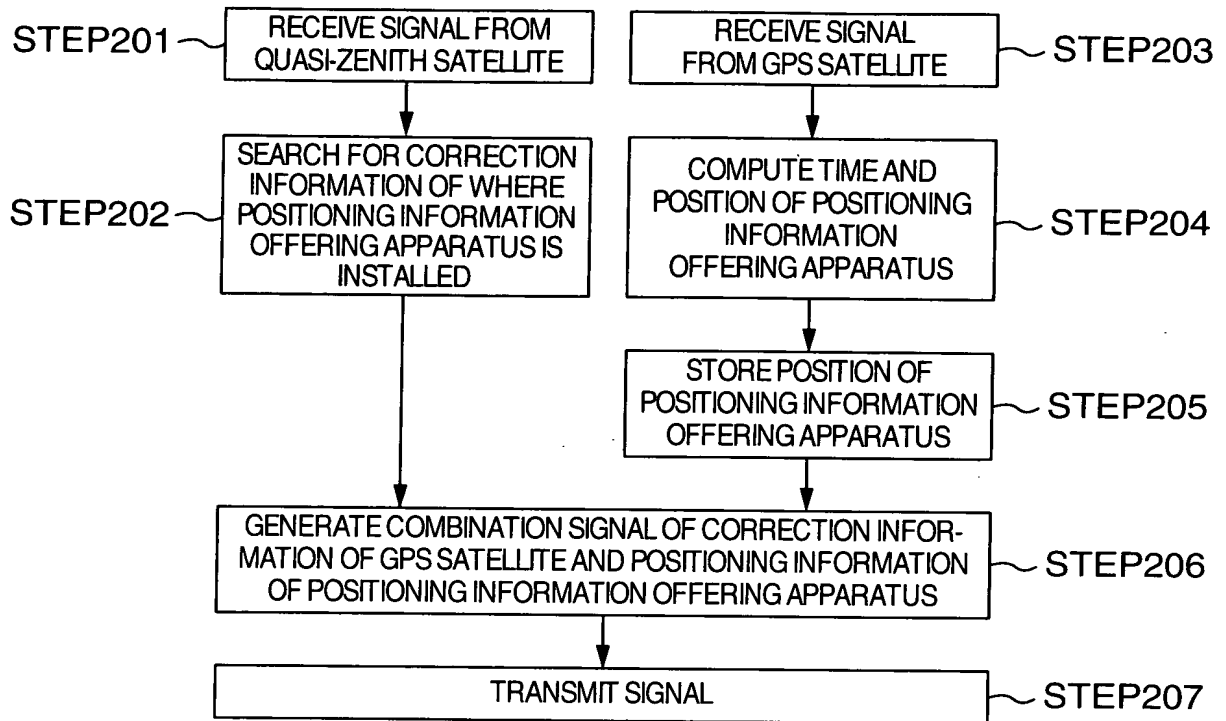 STEP201
RECEIVE SIGNAL FROM
QUASI-ZENITH SATELLITE
RECEIVE SIGNAL
FROM GPS SATELLITE
STEP203
STEP202
SEARCH FOR CORRECTION
INFORMATION OF WHERE
POSITIONING INFORMATION
OFFERING APPARATUS IS
INSTALLED
COMPUTE TIME AND
POSITION OF POSITIONING
INFORMATION
OFFERING APPARATUS
STEP204
STORE POSITION OF
POSITIONING INFORMATION
OFFERING APPARATUS
STEP205
GENERATE COMBINATION SIGNAL OF CORRECTION INFOR-
MATION OF GPS SATELLITE AND POSITIONING INFORMATION
OF POSITIONING INFORMATION OFFERING APPARATUS
STEP206
TRANSMIT SIGNAL
STEP207